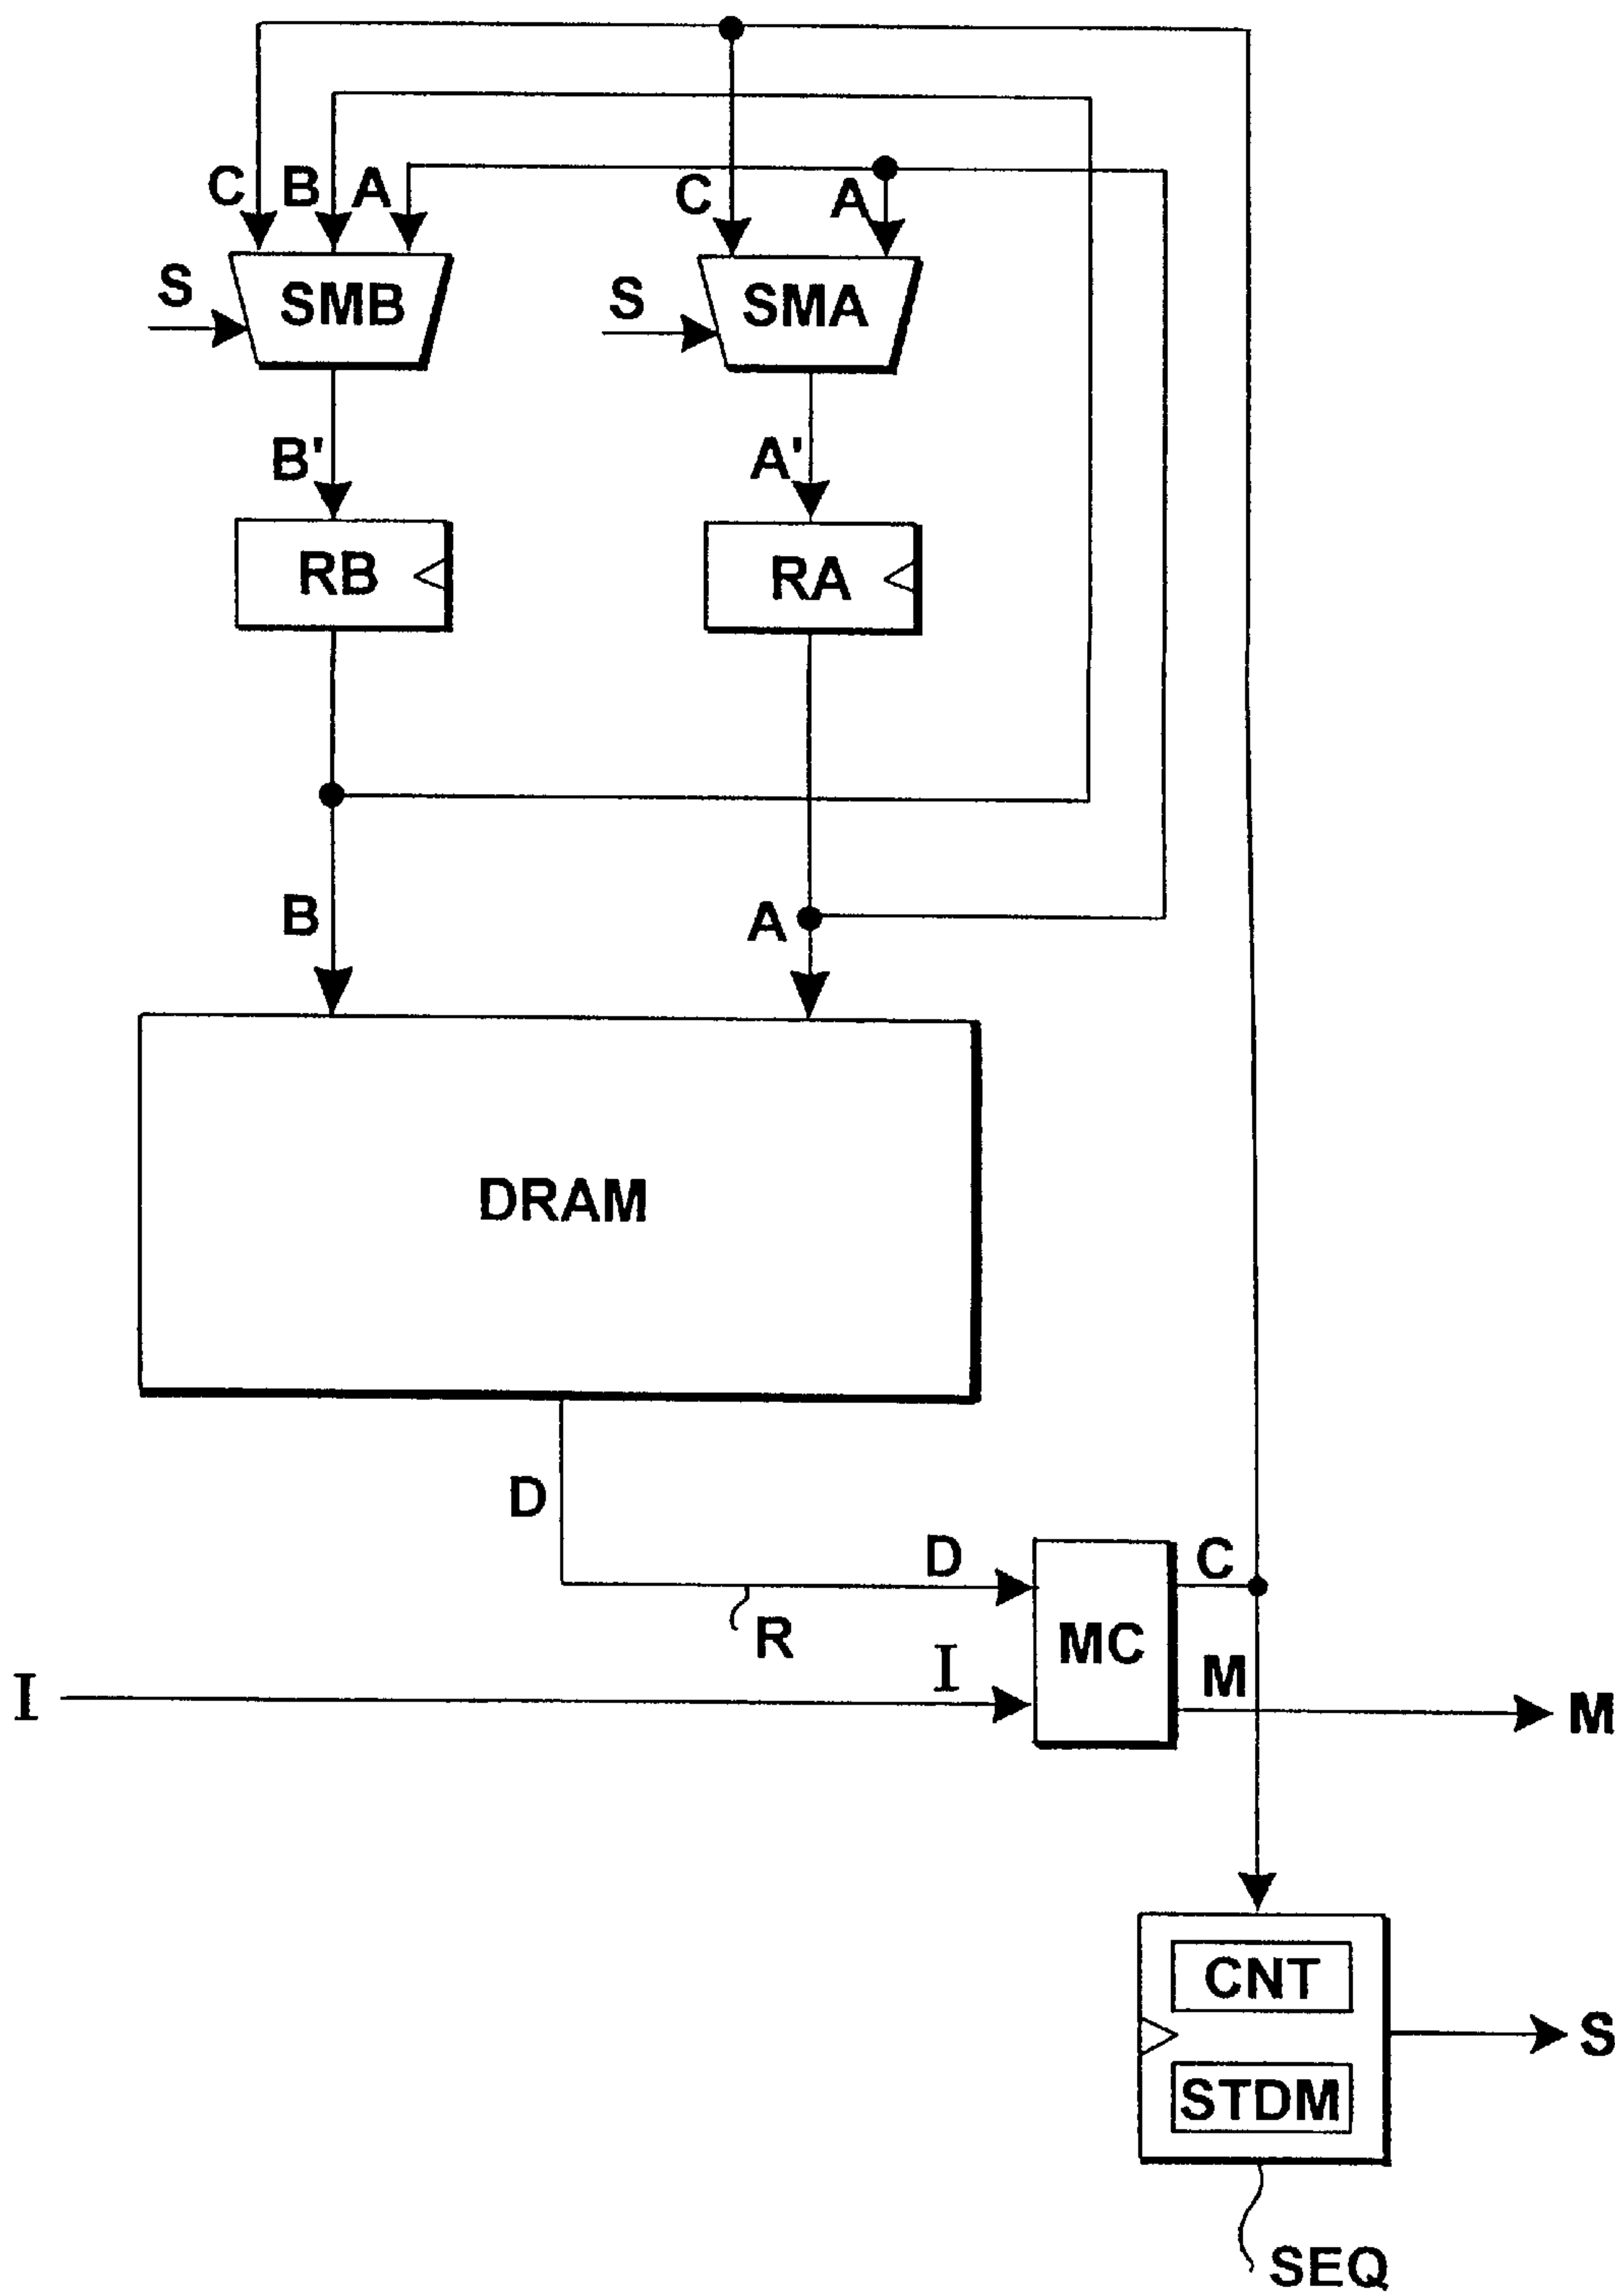 C B A C A
S SMB S SMA
B' A'
RB RA
B A
DRAM
D
D C
R MC
I I M M
CNT
S
STDM
SEQ